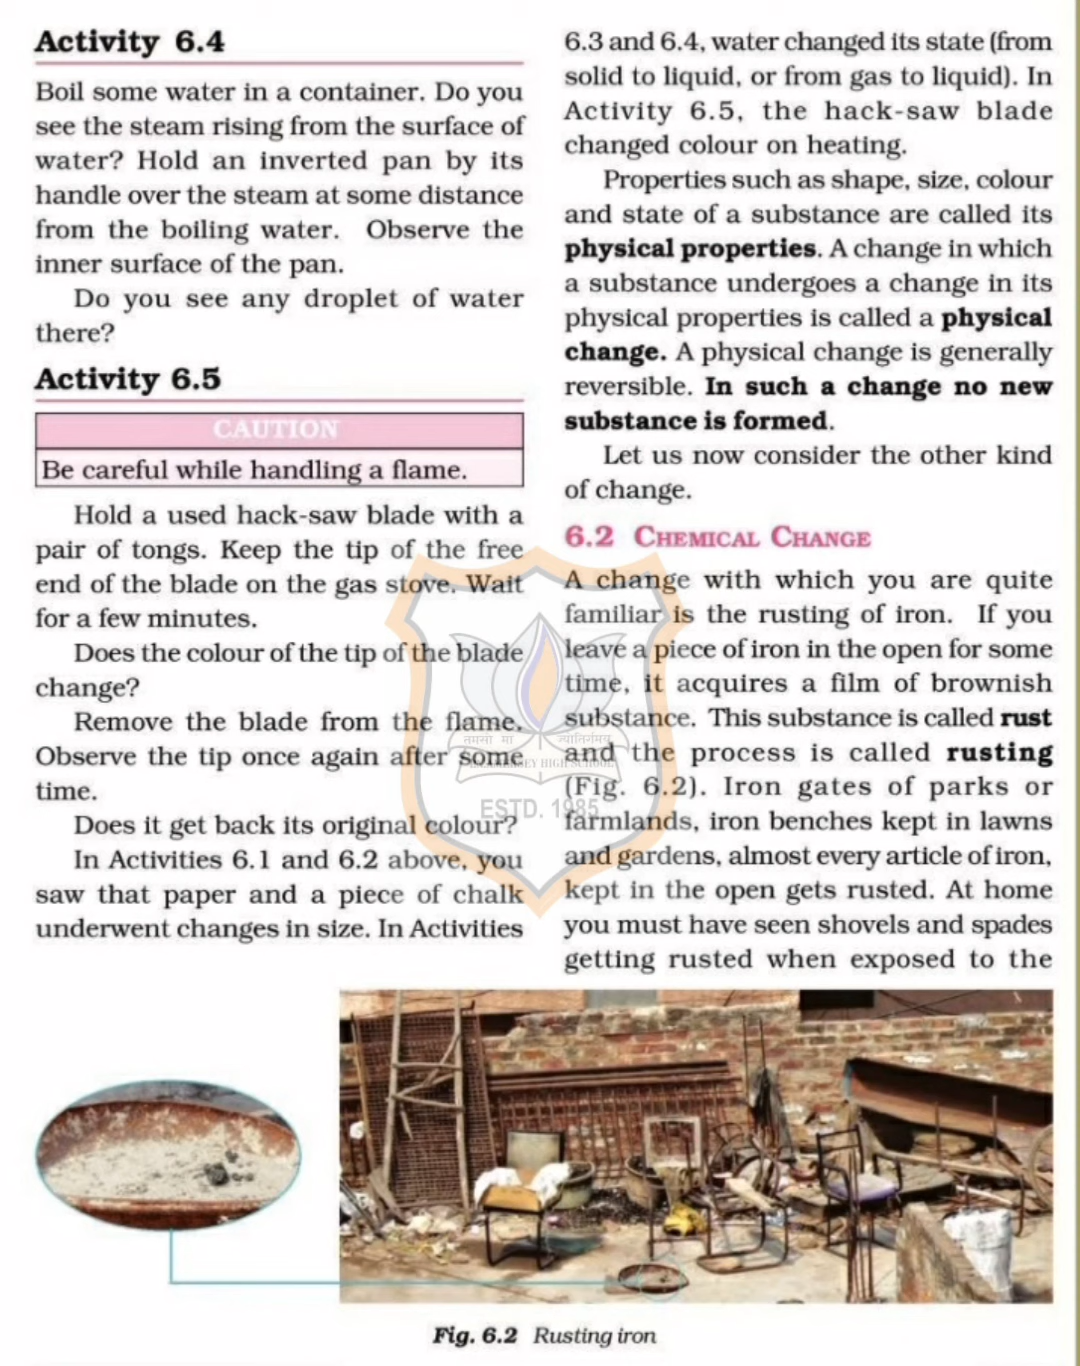 Activity 6.4
Boil some water in a container. Do you
see the steam rising from the surface of
water? Hold an inverted pan by its
handle over the steam at some distance
from the boiling water. Observe the
inner surface of the pan.
Do you see any droplet of water
there?
Activity 6.5
CAUTION
Be careful while handling a flame.
Hold a used hack-saw blade with a
pair of tongs. Keep the tip of the free
end of the blade on the gas stove. Wait
for a few minutes.
Does the colour of the tip of the blade
change?
Remove the blade from the flame.
Observe the tip once again after some
time.
Does it get back its original colour?
In Activities 6.1 and 6.2 above, you
saw that paper and a piece of chalk
underwent changes in size. In Activities
6.3 and 6.4, water changed its state (from
solid to liquid, or from gas to liquid). In
Activity 6.5, the hack-saw blade
changed colour on heating.
Properties such as shape, size, colour
and state of a substance are called its
physical properties. A change in which
a substance undergoes a change in its
physical properties is called a physical
change. A physical change is generally
reversible. In such a change no new
substance is formed.
Let us now consider the other kind
of change.
6.2 CHEMICAL CHANGE
A change with which you are quite
familiar is the rusting of iron. If you
leave a piece of iron in the open for some
time, it acquires a film of brownish
substance. This substance is called rust
and the process is called rusting
(Fig. 6.2). Iron gates of parks or
farmlands, iron benches kept in lawns
and gardens, almost every article of iron,
kept in the open gets rusted. At home
you must have seen shovels and spades
getting rusted when exposed to the
तमसो मा ज्योतिर्गमय
HIGH SCHOOL
ESTD. 1985
Fig. 6.2 Rusting iron